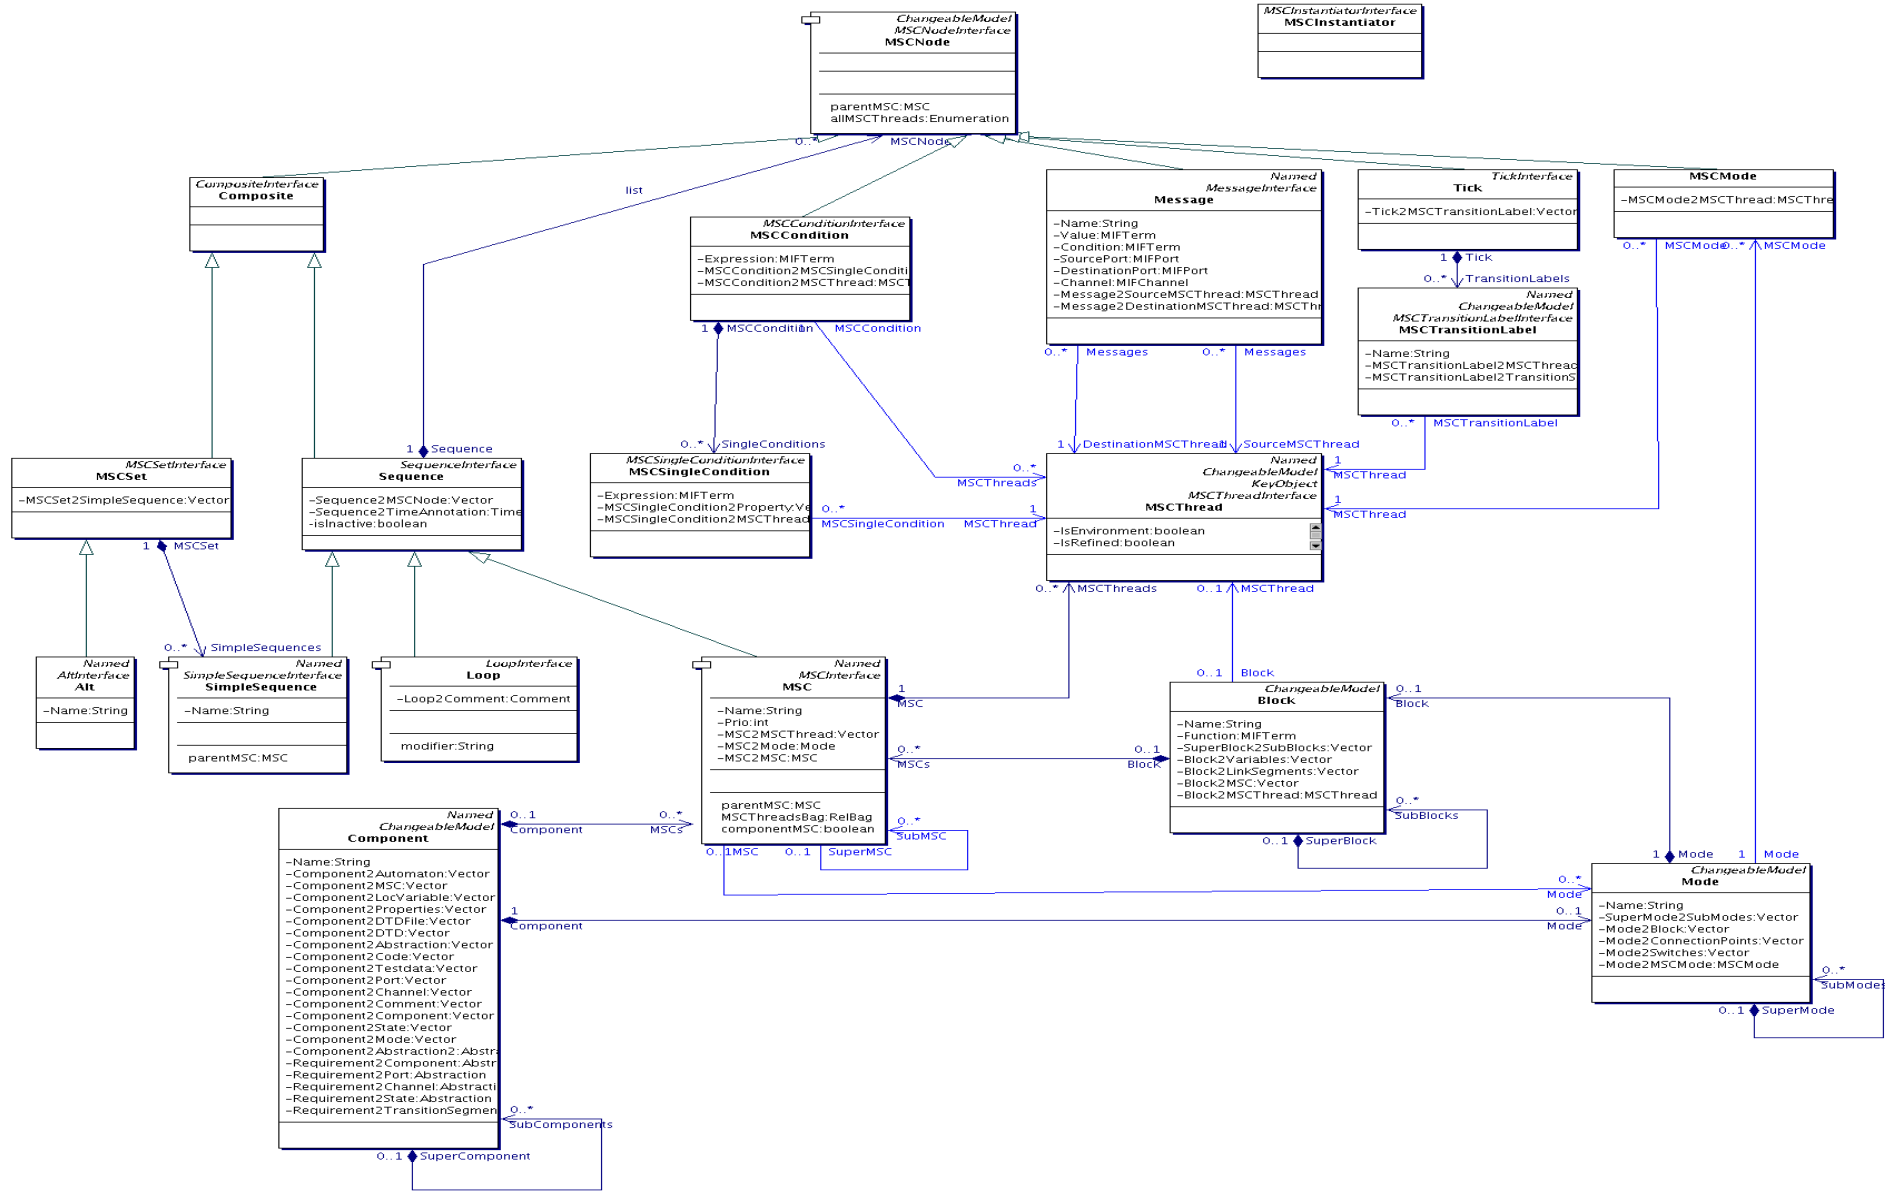 ChangeableModel
MSCNodeInterface
MSCNode
parentMSC:MSC
allMSCThreads:Enumeration
MSCInstantiatorInterface
MSCInstantiator
0..*
MSCNode
list
CompositeInterface
Composite
MSCConditionInterface
MSCCondition
-Expression:MIFTerm
-MSCCondition2MSCSingleConditi
-MSCCondition2MSCThread:MSCT
1
MSCCondition
1
MSCCondition
Named
MessageInterface
Message
-Name:String
-Value:MIFTerm
-Condition:MIFTerm
-SourcePort:MIFPort
-DestinationPort:MIFPort
-Channel:MIFChannel
-Message2SourceMSCThread:MSCThread
-Message2DestinationMSCThread:MSCThr
0..*
Messages
0..*
Messages
TickInterface
Tick
-Tick2MSCTransitionLabel:Vector
1
Tick
0..*
TransitionLabels
MSCMode
-MSCMode2MSCThread:MSCThre
0..*
MSCMode
0..*
MSCMode
Named
ChangeableModel
MSCTransitionLabelInterface
MSCTransitionLabel
-Name:String
-MSCTransitionLabel2MSCThread
-MSCTransitionLabel2TransitionS
0..*
MSCTransitionLabel
1
Sequence
MSCSetInterface
MSCSet
-MSCSet2SimpleSequence:Vector
1
MSCSet
SequenceInterface
Sequence
-Sequence2MSCNode:Vector
-Sequence2TimeAnnotation:Time
-isInactive:boolean
0..*
SingleConditions
MSCSingleConditionInterface
MSCSingleCondition
-Expression:MIFTerm
-MSCSingleCondition2Property:Ve
-MSCSingleCondition2MSCThread
0..*
MSCSingleCondition
1
MSCThread
0..*
MSCThreads
1
DestinationMSCThread
1
SourceMSCThread
Named
ChangeableModel
KeyObject
MSCThreadInterface
MSCThread
-IsEnvironment:boolean
-IsRefined:boolean
1
MSCThread
1
MSCThread
0..*
MSCThreads
0..1
MSCThread
0..*
SimpleSequences
Named
AltInterface
Alt
-Name:String
Named
SimpleSequenceInterface
SimpleSequence
-Name:String
parentMSC:MSC
LoopInterface
Loop
-Loop2Comment:Comment
modifier:String
Named
MSCInterface
MSC
-Name:String
-Prio:int
-MSC2MSCThread:Vector
-MSC2Mode:Mode
-MSC2MSC:MSC
parentMSC:MSC
MSCThreadsBag:RelBag
componentMSC:boolean
1
MSC
0..*
MSCs
0..1
Block
0..*
SubMSC
0..1
MSC
0..1
SuperMSC
0..1
Block
ChangeableModel
Block
-Name:String
-Function:MIFTerm
-SuperBlock2SubBlocks:Vector
-Block2Variables:Vector
-Block2LinkSegments:Vector
-Block2MSC:Vector
-Block2MSCThread:MSCThread
0..1
Block
0..*
SubBlocks
0..1
SuperBlock
1
Mode
1
Mode
Named
ChangeableModel
Component
-Name:String
-Component2Automaton:Vector
-Component2MSC:Vector
-Component2LocVariable:Vector
-Component2Properties:Vector
-Component2DTDFile:Vector
-Component2DTD:Vector
-Component2Abstraction:Vector
-Component2Code:Vector
-Component2Testdata:Vector
-Component2Port:Vector
-Component2Channel:Vector
-Component2Comment:Vector
-Component2Component:Vector
-Component2State:Vector
-Component2Mode:Vector
-Component2Abstraction2:Abstra
-Requirement2Component:Abstr
-Requirement2Port:Abstraction
-Requirement2Channel:Abstracti
-Requirement2State:Abstraction
-Requirement2TransitionSegmen
0..1
Component
0..*
MSCs
1
Component
0..*
Mode
0..1
Mode
0..*
SubComponents
0..1
SuperComponent
ChangeableModel
Mode
-Name:String
-SuperMode2SubModes:Vector
-Mode2Block:Vector
-Mode2ConnectionPoints:Vector
-Mode2Switches:Vector
-Mode2MSCMode:MSCMode
0..*
SubModes
0..1
SuperMode